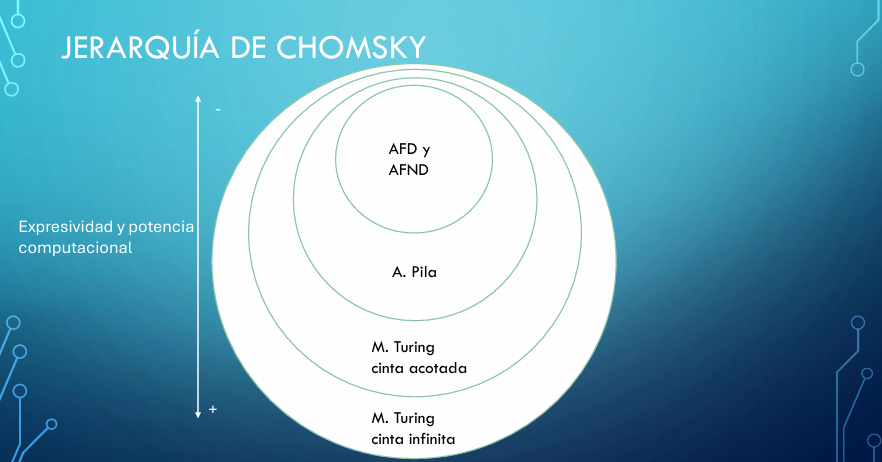 JERARQUÍA DE CHOMSKY
-
AFD y
AFND
Expresividad y potencia
computacional
A. Pila
M. Turing
cinta acotada
+
M. Turing
cinta infinita